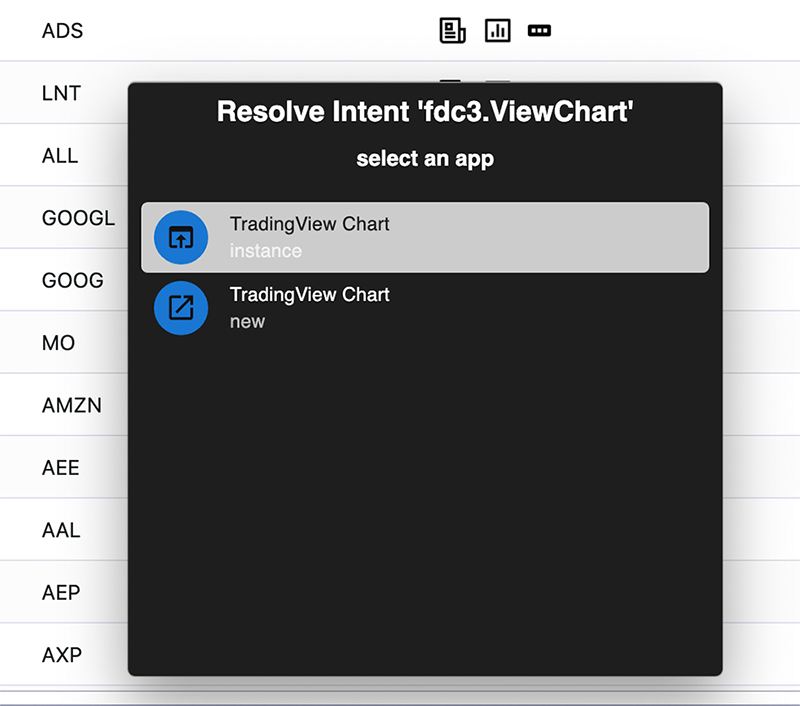 ADS
LNT
Resolve Intent 'fdc3.ViewChart'
ALL
select an app
GOOGL
TradingView Chart
instance
GOOG
TradingView Chart
new
MO
AMZN
AEE
AAL
AEP
AXP